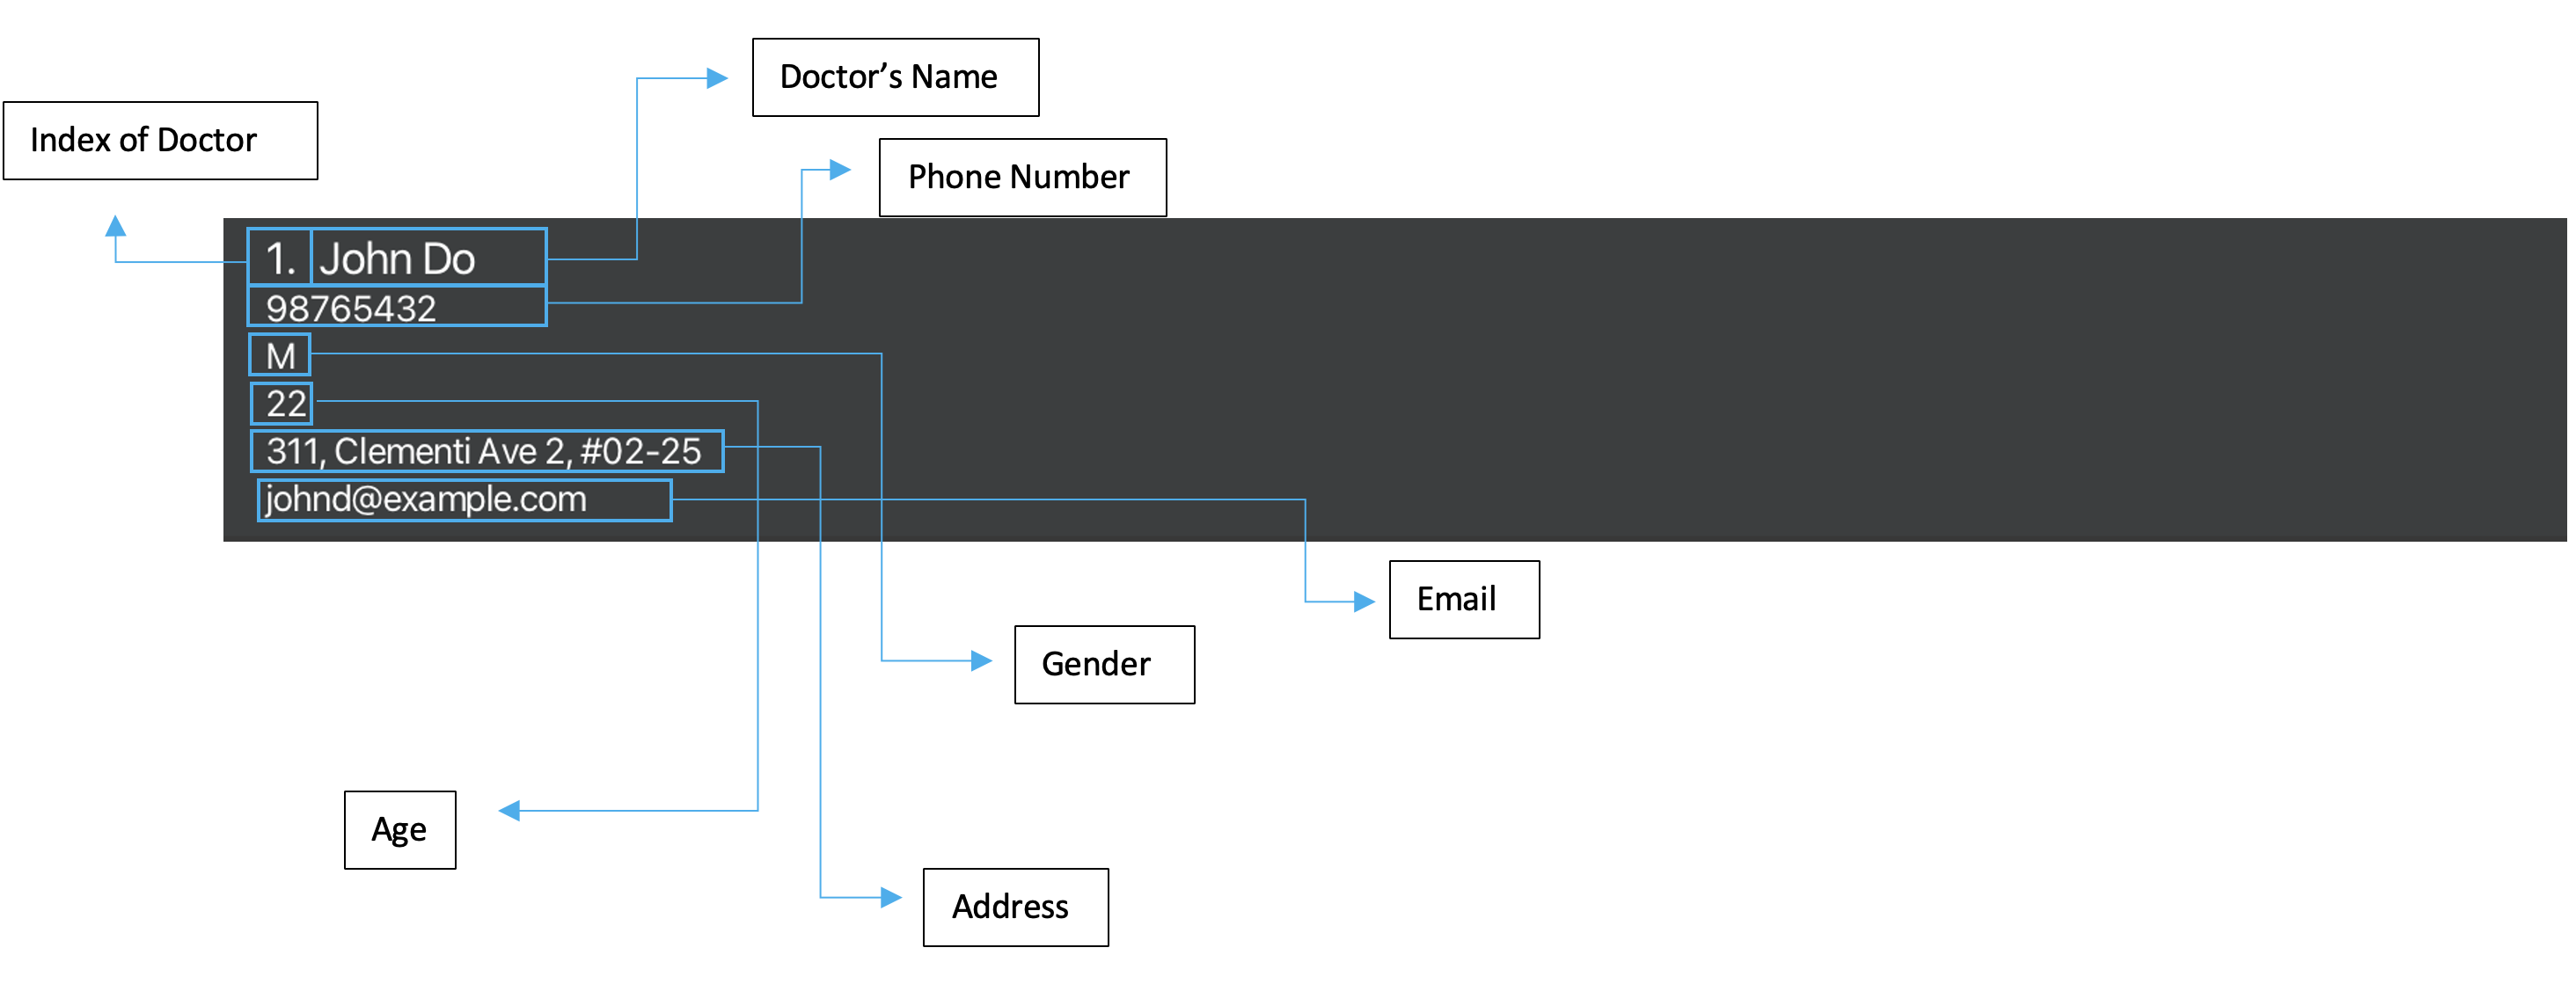 Doctor’s Name
Index of Doctor
Phone Number
1. John Do
98765432
M
22
311, Clementi Ave 2, #02-25
johnd@example.com
Email
Gender
Age
Address